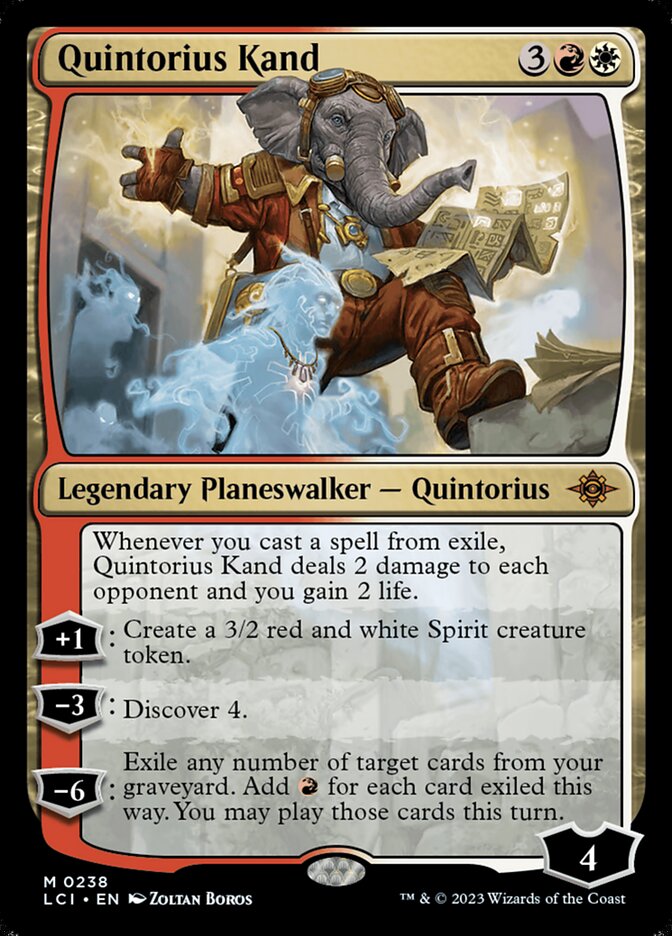 Quintorius Kand 3
Legendary Planeswalker — Quintorius
Whenever you cast a spell from exile,
Quintorius Kand deals 2 damage to each
opponent and you gain 2 life.
+1 : Create a 3/2 red and white Spirit creature
token.
−3 : Discover 4.
Exile any number of target cards from your
−6 : graveyard. Add for each card exiled this
way. You may play those cards this turn.
4
M 0238
LCI • EN Zoltan Boros
™ & © 2023 Wizards of the Coast